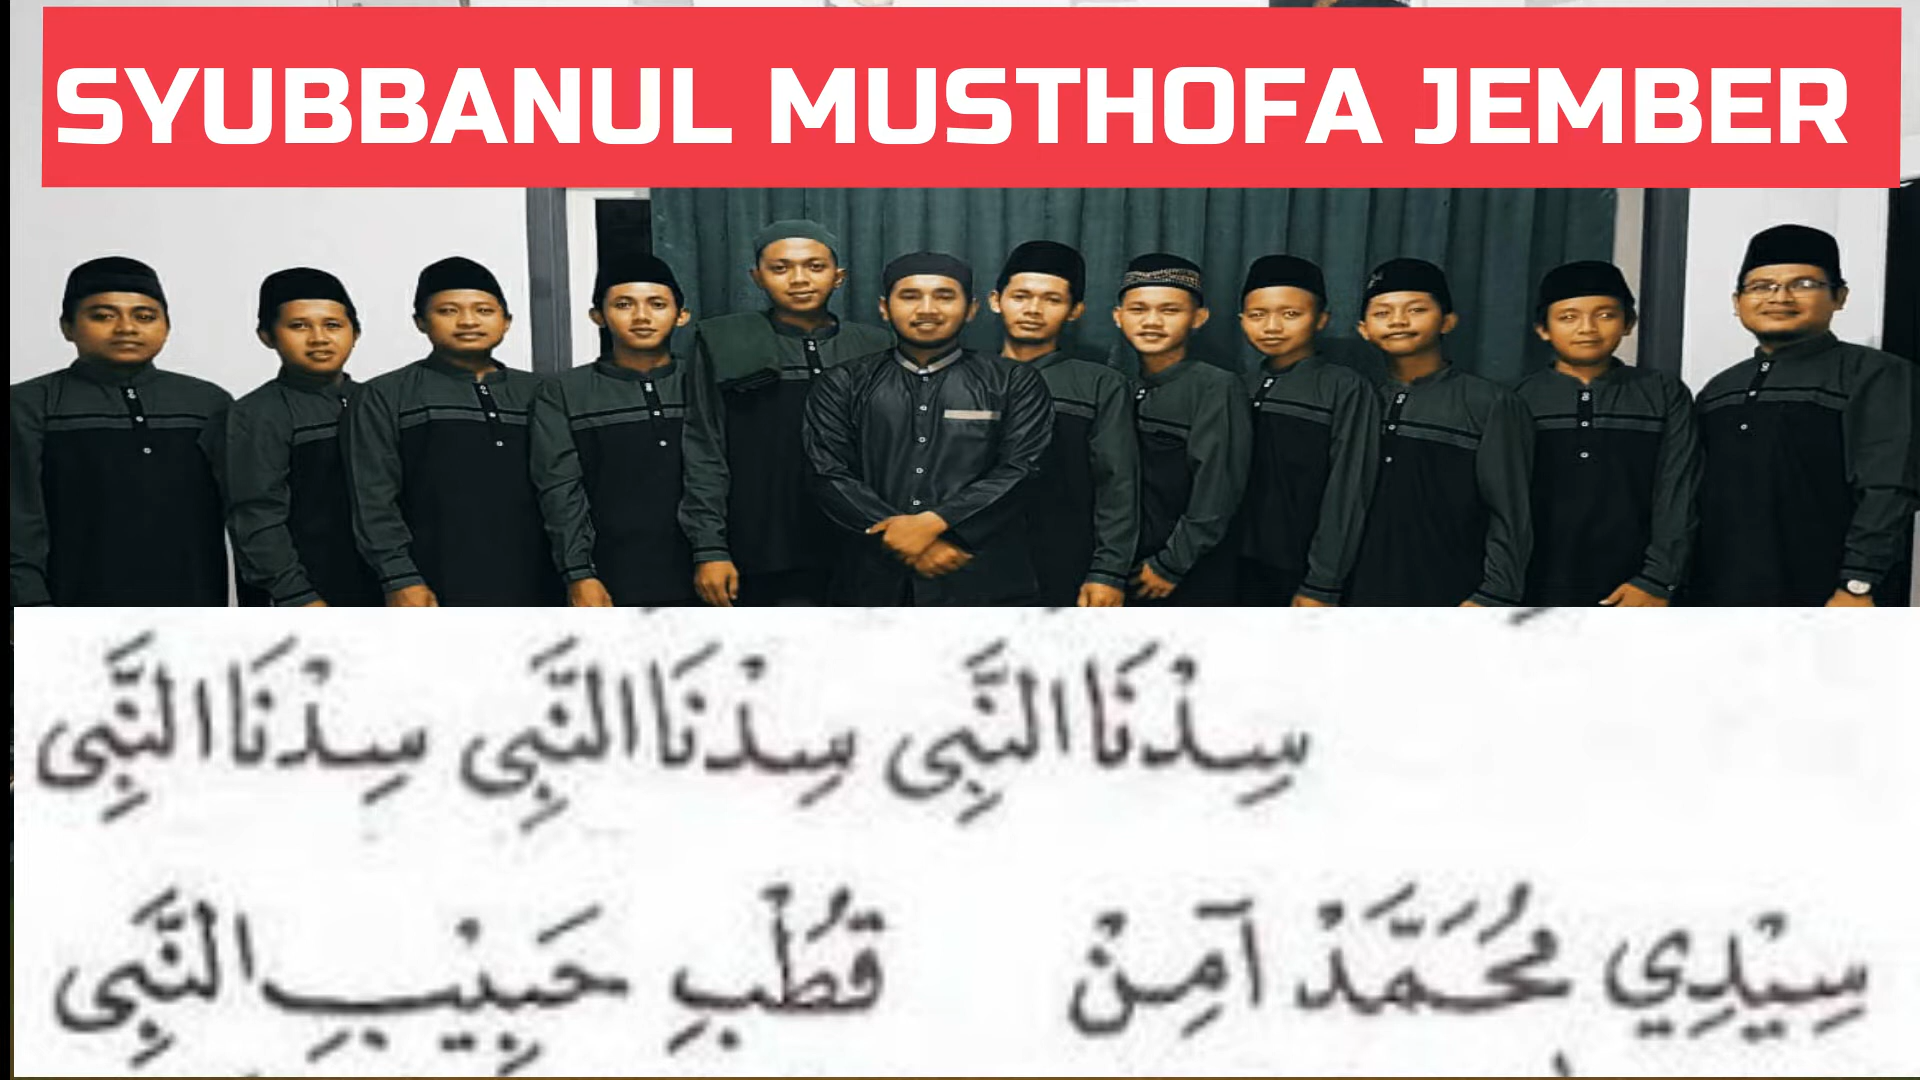 SYUBBANUL MUSTHOFA JEMBER
سِدْنَا النَّبِى سِدْنَا النَّبِى سِدْنَا النَّبِى
سِيْدِي مُحَمَّدْ آمِنْ قُطْبِ حَبِيْبِ النَّبِى